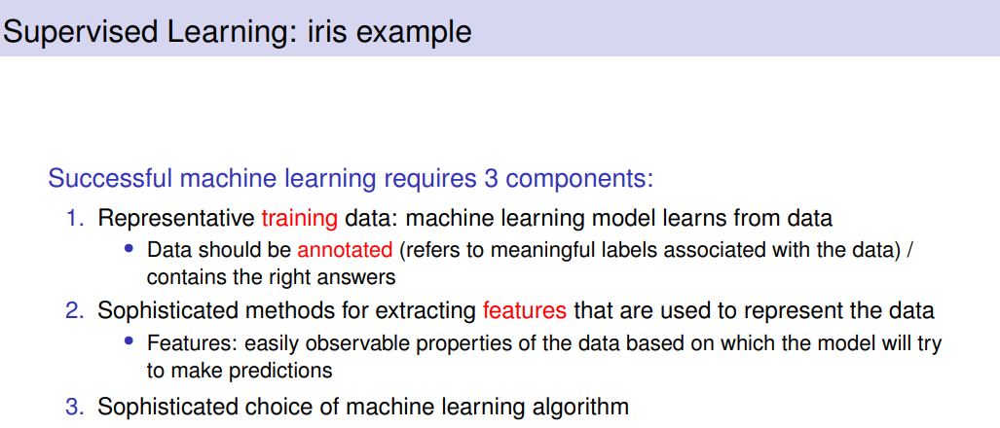 Supervised Learning: iris example
Successful machine learning requires 3 components:
1. Representative training data: machine learning model learns from data
• Data should be annotated (refers to meaningful labels associated with the data) /
contains the right answers
2. Sophisticated methods for extracting features that are used to represent the data
• Features: easily observable properties of the data based on which the model will try
to make predictions
3. Sophisticated choice of machine learning algorithm